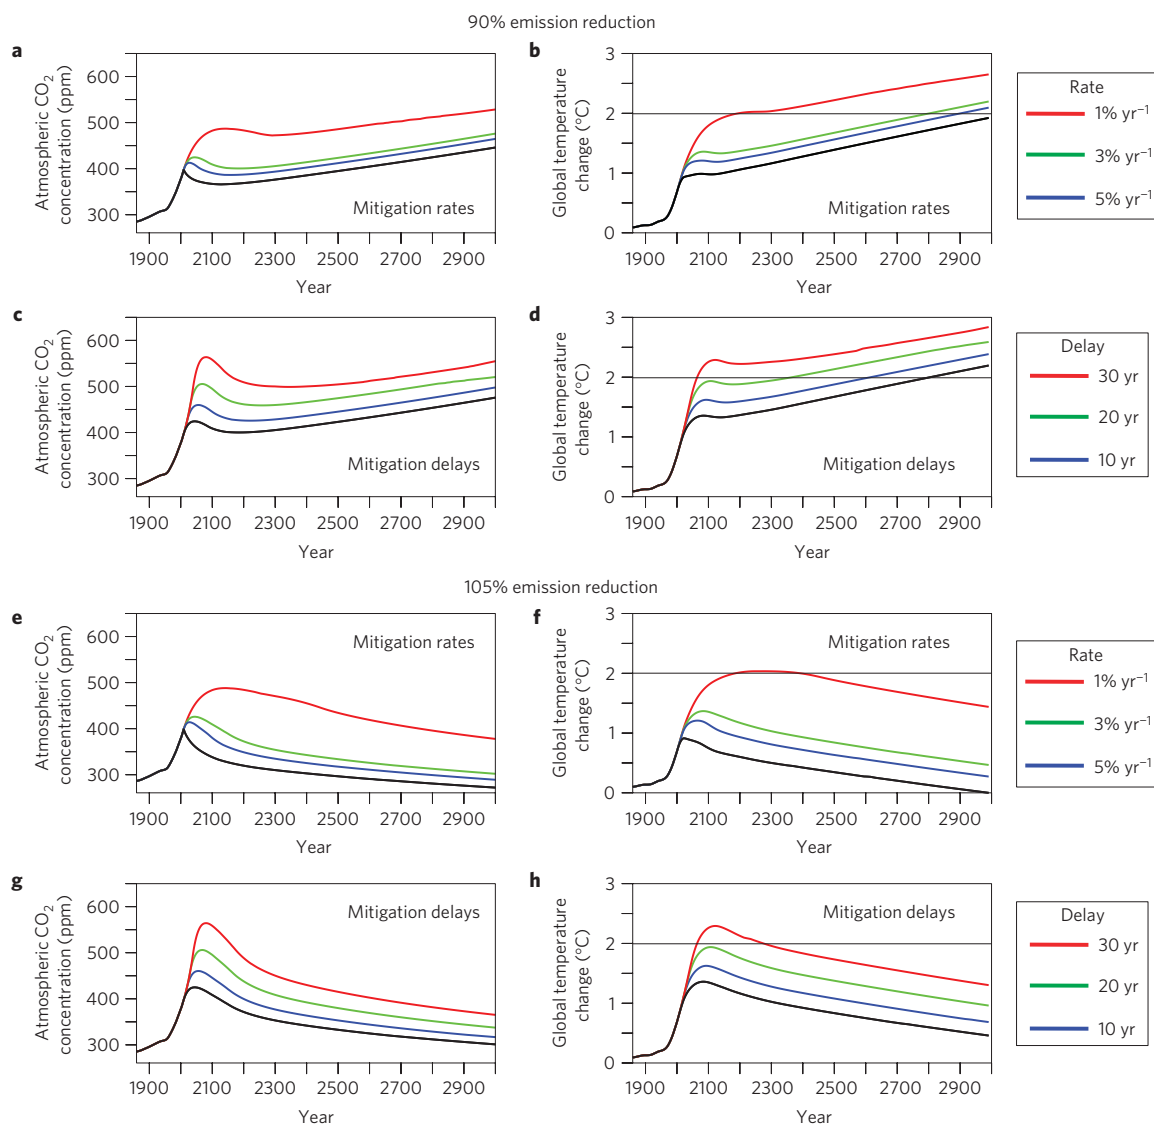 90% emission reduction
a
Atmospheric CO₂
concentration (ppm)
600
500
400
300
Mitigation rates
1900 2100 2300 2500 2700 2900
Year
b
Global temperature
change (°C)
3
2
1
0
Mitigation rates
1900 2100 2300 2500 2700 2900
Year
Rate
1% yr⁻¹
3% yr⁻¹
5% yr⁻¹
c
Atmospheric CO₂
concentration (ppm)
600
500
400
300
Mitigation delays
1900 2100 2300 2500 2700 2900
Year
d
Global temperature
change (°C)
3
2
1
0
Mitigation delays
1900 2100 2300 2500 2700 2900
Year
Delay
30 yr
20 yr
10 yr
105% emission reduction
e
Atmospheric CO₂
concentration (ppm)
600
500
400
300
Mitigation rates
1900 2100 2300 2500 2700 2900
Year
f
Global temperature
change (°C)
3
2
1
0
Mitigation rates
1900 2100 2300 2500 2700 2900
Year
Rate
1% yr⁻¹
3% yr⁻¹
5% yr⁻¹
g
Atmospheric CO₂
concentration (ppm)
600
500
400
300
Mitigation delays
1900 2100 2300 2500 2700 2900
Year
h
Global temperature
change (°C)
3
2
1
0
Mitigation delays
1900 2100 2300 2500 2700 2900
Year
Delay
30 yr
20 yr
10 yr